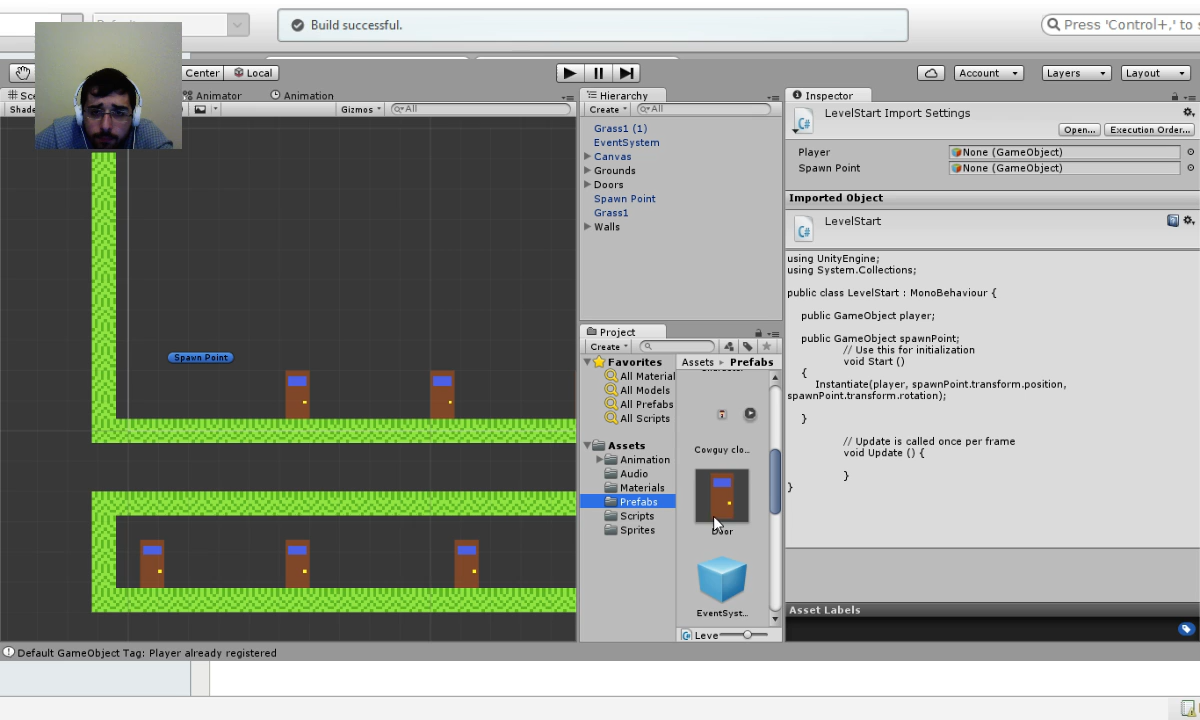 Build successful.
Press 'Control+,' to
Center
Local
Account
Layers
Layout
Animator
Animation
Gizmos
All
Hierarchy
Create
All
Grass1 (1)
EventSystem
Canvas
Grounds
Doors
Spawn Point
Grass1
Walls
Spawn Point
Project
Create
Favorites
All Material
All Models
All Prefabs
All Scripts
Assets
Animation
Audio
Materials
Prefabs
Scripts
Sprites
Assets
Prefabs
Cowguy clo...
EventSyst...
Leve
Inspector
LevelStart Import Settings
Open...
Execution Order...
Player
None (GameObject)
Spawn Point
None (GameObject)
Imported Object
LevelStart
using UnityEngine;
using System.Collections;
public class LevelStart : MonoBehaviour {
public GameObject player;
public GameObject spawnPoint;
// Use this for initialization
void Start ()
{
Instantiate(player, spawnPoint.transform.position,
spawnPoint.transform.rotation);
}
// Update is called once per frame
void Update () {
}
}
Asset Labels
Default GameObject Tag: Player already registered